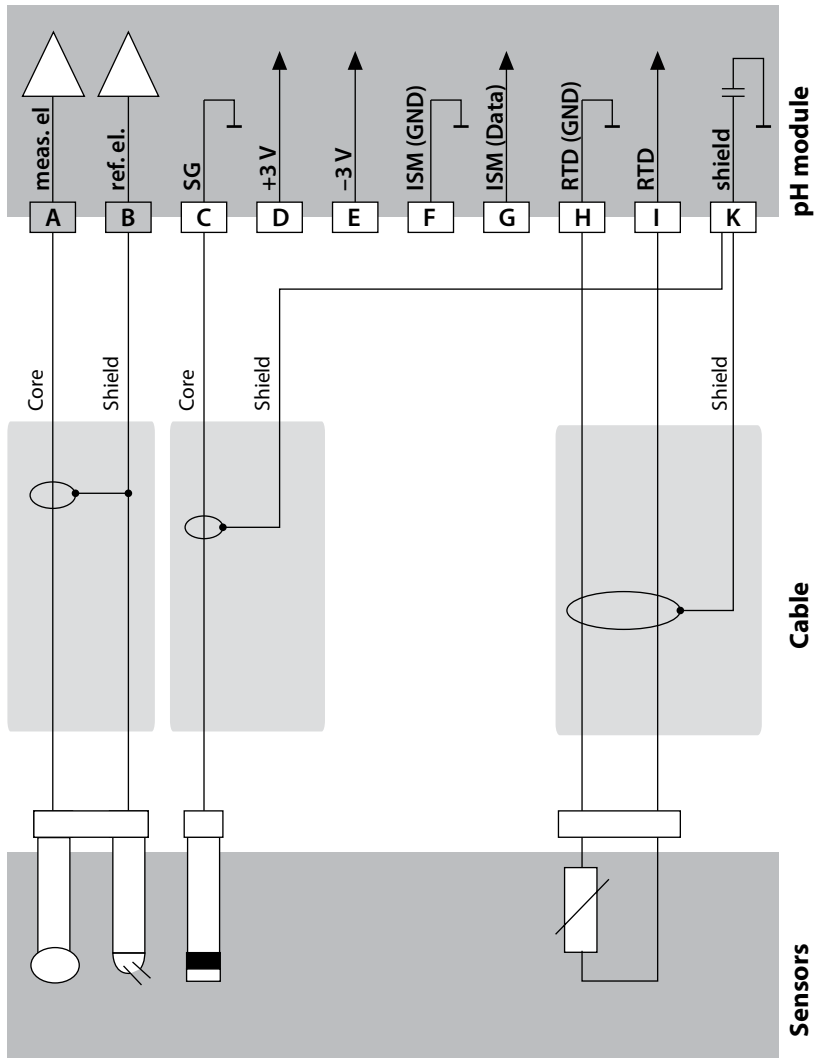 meas. el
ref. el.
SG
+3 V
–3 V
ISM (GND)
ISM (Data)
RTD (GND)
RTD
shield
pH module
A
B
C
D
E
F
G
H
I
K
Core
Shield
Core
Shield
Shield
Cable
Sensors